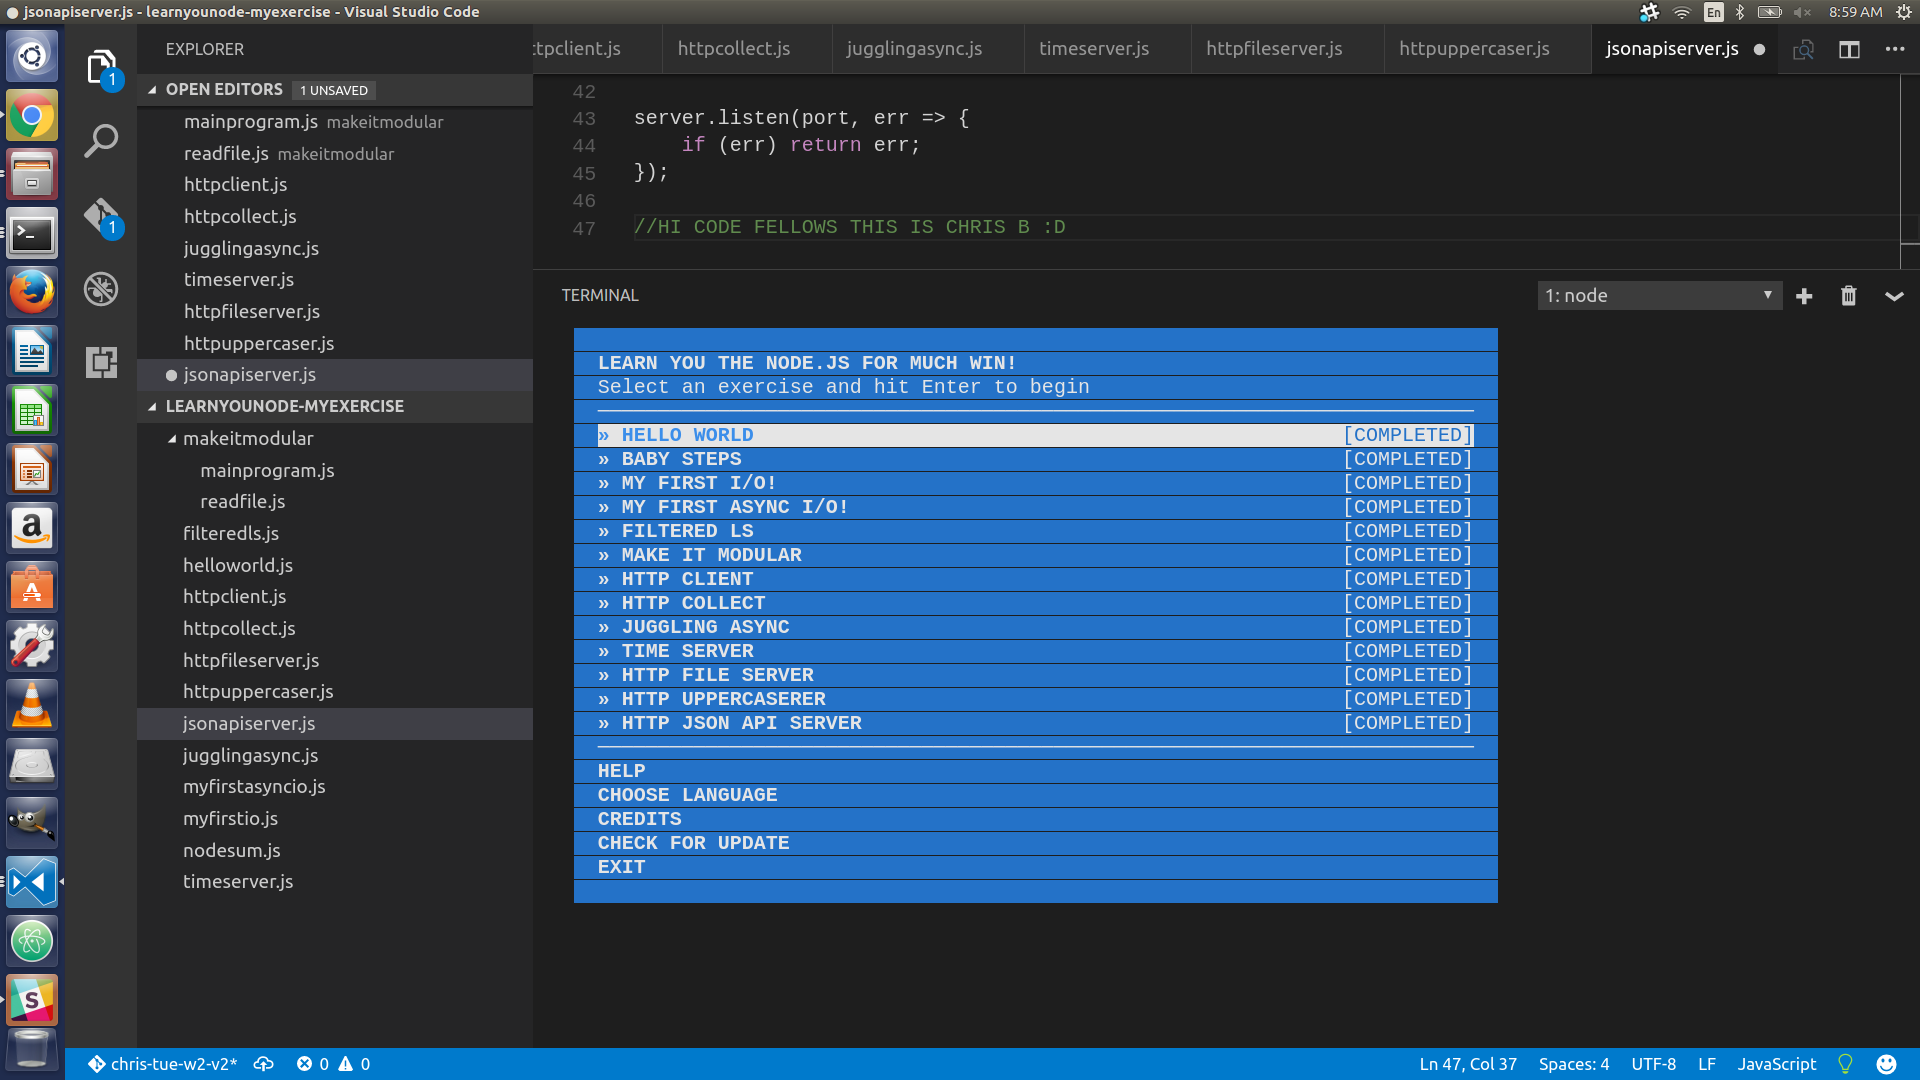 jsonapiserver.js - learnyounode-myexercise - Visual Studio Code
En
8:59 AM
EXPLORER
OPEN EDITORS 1 UNSAVED
mainprogram.js makeitmodular
readfile.js makeitmodular
httpclient.js
httpcollect.js
jugglingasync.js
timeserver.js
httpfileserver.js
httpuppercaser.js
jsonapiserver.js
LEARNYOUNODE-MYEXERCISE
makeitmodular
mainprogram.js
readfile.js
filteredls.js
helloworld.js
httpclient.js
httpcollect.js
httpfileserver.js
httpuppercaser.js
jsonapiserver.js
jugglingasync.js
myfirstasyncio.js
myfirstio.js
nodesum.js
timeserver.js
1
1
ttpclient.js httpcollect.js jugglingasync.js timeserver.js httpfileserver.js httpuppercaser.js jsonapiserver.js
42
43 server.listen(port, err => {
44 if (err) return err;
45 });
46
47 //HI CODE FELLOWS THIS IS CHRIS B :D
TERMINAL
1: node
LEARN YOU THE NODE.JS FOR MUCH WIN!
Select an exercise and hit Enter to begin
» HELLO WORLD [COMPLETED]
» BABY STEPS [COMPLETED]
» MY FIRST I/O! [COMPLETED]
» MY FIRST ASYNC I/O! [COMPLETED]
» FILTERED LS [COMPLETED]
» MAKE IT MODULAR [COMPLETED]
» HTTP CLIENT [COMPLETED]
» HTTP COLLECT [COMPLETED]
» JUGGLING ASYNC [COMPLETED]
» TIME SERVER [COMPLETED]
» HTTP FILE SERVER [COMPLETED]
» HTTP UPPERCASERER [COMPLETED]
» HTTP JSON API SERVER [COMPLETED]
HELP
CHOOSE LANGUAGE
CREDITS
CHECK FOR UPDATE
EXIT
chris-tue-w2-v2* 0 0
Ln 47, Col 37 Spaces: 4 UTF-8 LF JavaScript